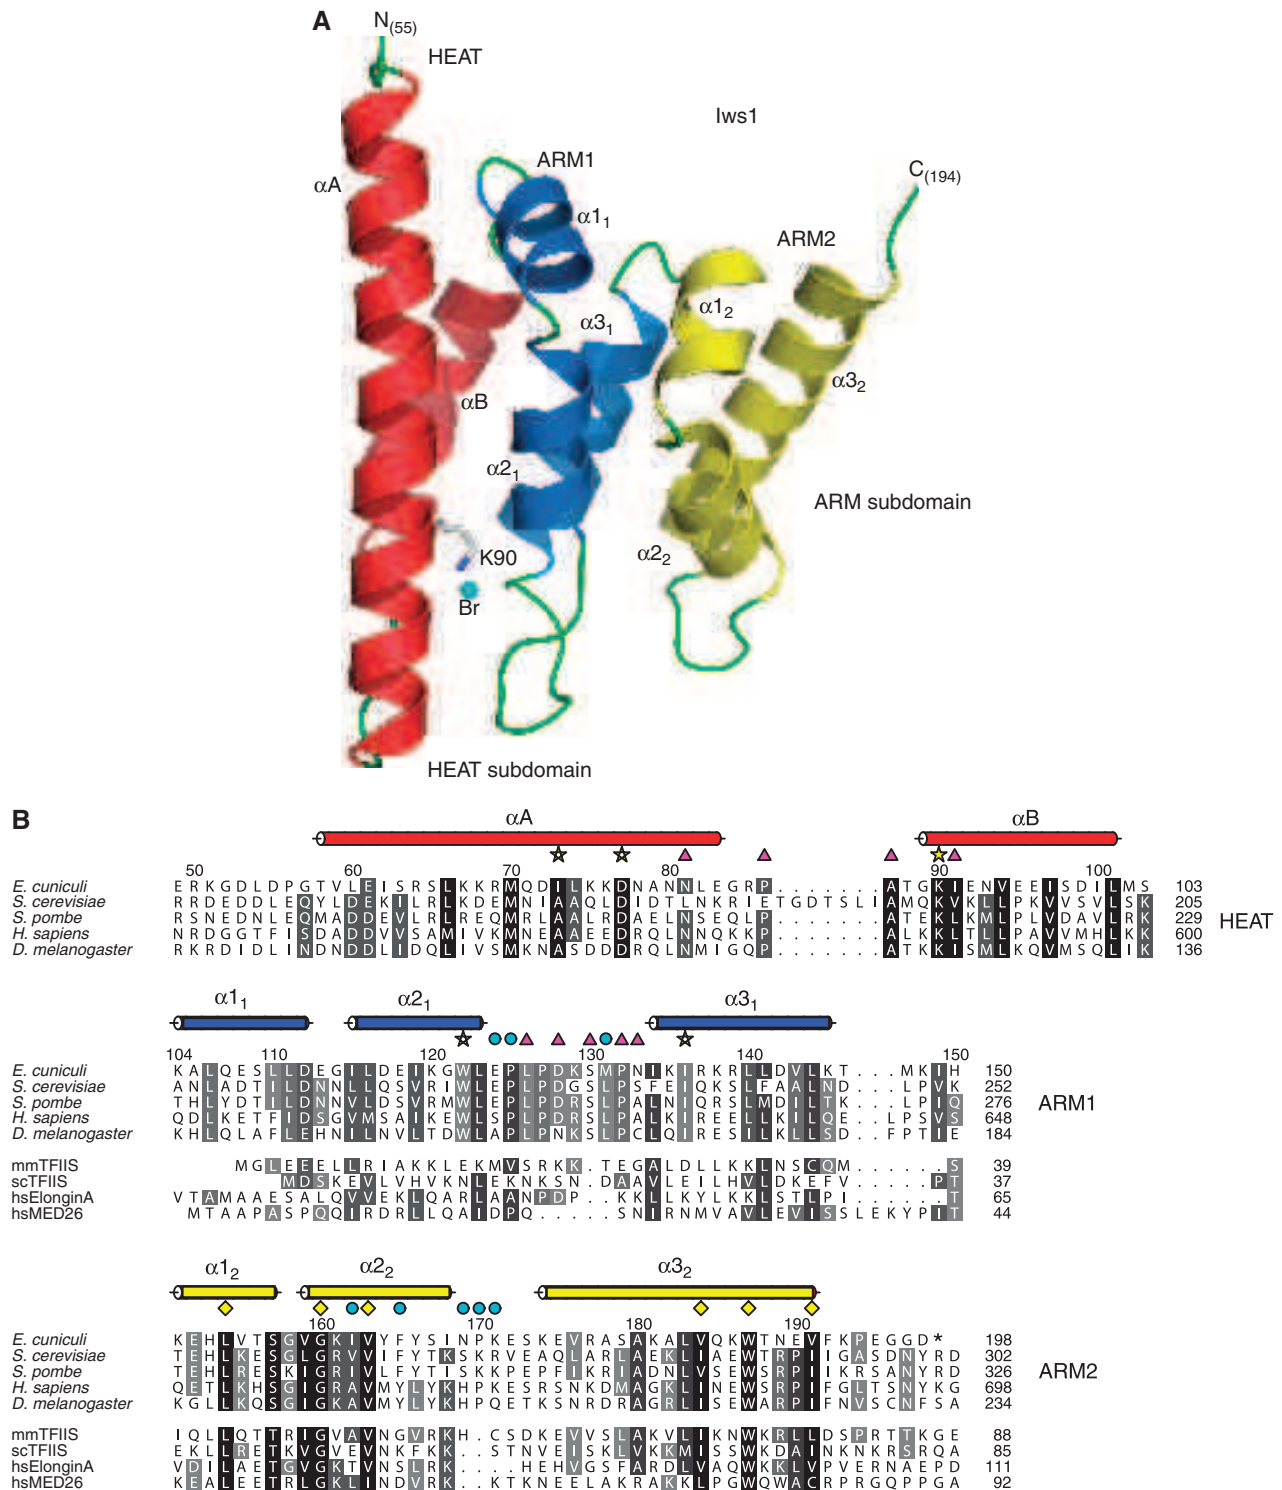 A
N(55)
HEAT
Iws1
ARM1
C(194)
αA
α1₁
ARM2
α1₂
α3₁
α3₂
αB
α2₁
ARM subdomain
α2₂
K90
Br
HEAT subdomain
B
αA αB
50 60 70 80 90 100
E. cuniculi E R K G D L D P G T V L E I S R S L K K R M Q D I L K K D N A N N L E G R P . . . . . . . A T G K I E N V E E I S D I L M S 103
S. cerevisiae R R D E D D L E Q Y L D E K I L R L K D E M N I A A Q L D I D T L N K R I E T G D T S L I A M Q K V K L L P K V V S V L S K 205
S. pombe R S N E D N L E Q M A D D E V L R L R E Q M R L A A L R D A E L N S E Q L P . . . . . . . A T E K L K M L P L V D A V L R K 229
H. sapiens N R D G G T F I S D A D D V V S A M I V K M N E A A E E D R Q L N N Q K K P . . . . . . . A L K K L T L L P A V V M H L K K 600
D. melanogaster R K R D I D L I N D N D D L I D Q L I V S M K N A S D D D R Q L N M I G Q P . . . . . . . A T K K I S M L K Q V M S Q L I K 136
HEAT
α1₁ α2₁ α3₁
104 110 120 130 140 150
E. cuniculi K A L Q E S L L D E G I L D E I K G W L E P L P D K S M P N I K I R K R L L D V L K T . . . M K I H 150
S. cerevisiae A N L A D T I L D N N L L Q S V R I W L E P L P D G S L P S F E I Q K S L F A A L N D . . . L P V K 252
S. pombe T H L Y D T I L D N N V L D S V R M W L E P L P D R S L P A L N I Q R S L M D I L T K . . . L P I Q 276
H. sapiens Q D L K E T F I D S G V M S A I K E W L S P L P D R S L P A L K I R E E L L K I L Q E . . . L P S V S 648
D. melanogaster K H L Q L A F L E H N I L N V L T D W L A P L P N K S L P C L Q I R E S I L K L L S D . . F P T I E 184
ARM1
mmTFIIS M G L E E E L L R I A K K L E K M V S R K K . T E G A L D L L K K L N S C Q M . . . . . . S 39
scTFIIS M D S K E V L V H V K N L E K N K S N . D A A V L E I L H V L D K E F V . . . . . P T 37
hsElonginA V T A M A A E S A L Q V V E K L Q A R L A A N P D P . . K K L L K Y L K K L S T L P I . . . . . . T 65
hsMED26 M T A A P A S P Q Q I R D R L L Q A I D P Q . . . . . S N I R N M V A V L E V I S S L E K Y P I T 44
α1₂ α2₂ α3₂
160 170 180 190
E. cuniculi K E H L V T S G V G K I V Y F Y S I N P K E S K E V R A S A K A L V Q K W T N E V F K P E G G D * 198
S. cerevisiae T E H L K E S G L G R V V I F Y T K S K R V E A Q L A R L A E K L I A E W T R P I I G A S D N Y R D 302
S. pombe T E H L R E S K I G R V V L F Y T I S K K P E P F I K R I A D N L V S E W S R P I I K R S A N Y R D 326
H. sapiens Q E T L K H S G I G R A V M Y L Y K H P K E S R S N K D M A G K L I N E W S R P I F G L T S N Y K G 698
D. melanogaster K G L L K Q S G I G K A V M Y L Y K H P Q E T K S N R D R A G R L I S E W A R P I F N V S C N F S A 234
ARM2
mmTFIIS I Q L L Q T T R I G V A V N G V R K H . C S D K E V V S L A K V L I K N W K R L L D S P R T T K G E 88
scTFIIS E K L L R E T K V G V E V N K F K K . . S T N V E I S K L V K K M I S S W K D A I N K N K R S R Q A 85
hsElonginA V D I L A E T G V G K T V N S L R K . . . . H E H V G S F A R D L V A Q W K K L V P V E R N A E P D 111
hsMED26 K E A L E E T R L G K L I N D V R K . . K T K N E E L A K R A K K L P G W Q W A C R P R G Q P P G A 92